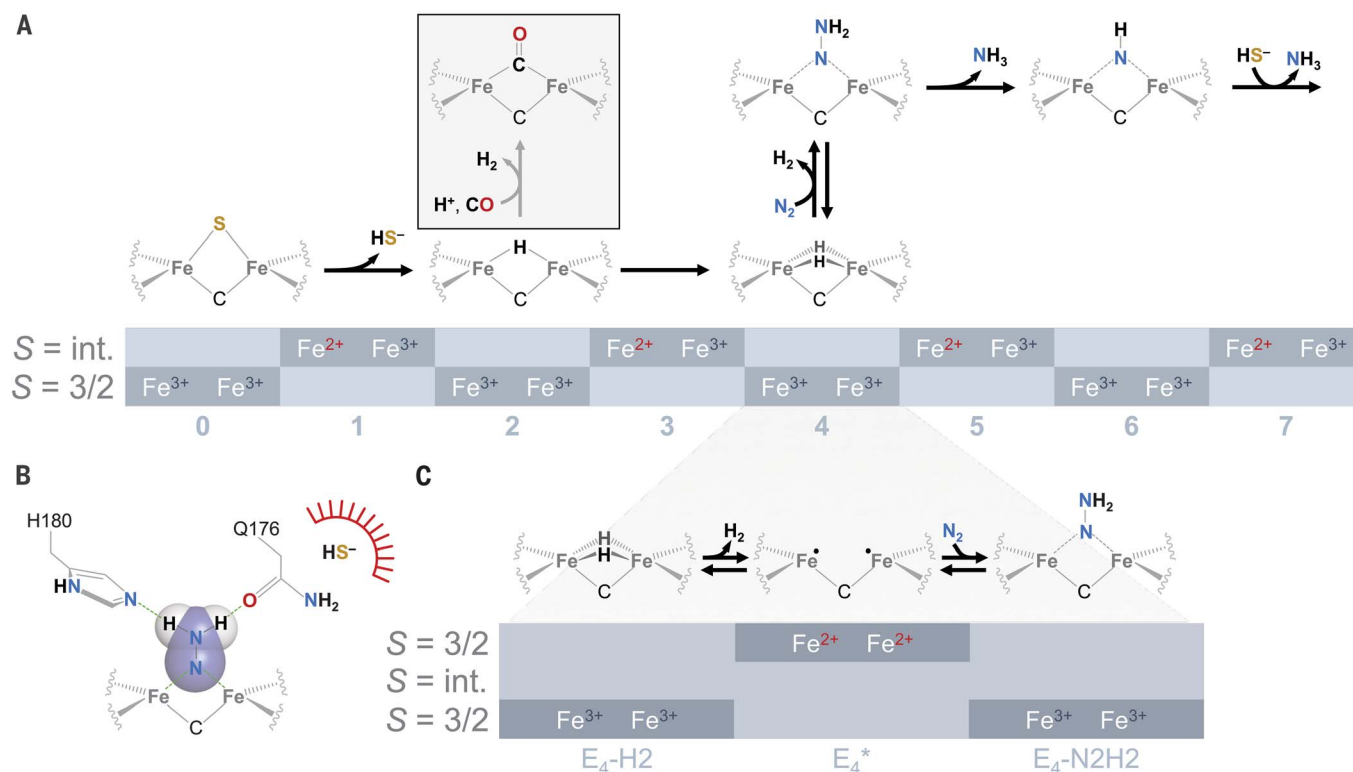 A
O
C
Fe Fe
C
H₂
H⁺, CO
NH₂
N
Fe Fe
C
NH₃
H
N
Fe Fe
C
HS⁻ NH₃
H₂
N₂
S
Fe Fe
C
HS⁻
H
Fe Fe
C
H
H
Fe Fe
C
S = int. Fe²⁺ Fe³⁺ Fe²⁺ Fe³⁺ Fe²⁺ Fe³⁺ Fe²⁺ Fe³⁺
S = 3/2 Fe³⁺ Fe³⁺ Fe³⁺ Fe³⁺ Fe³⁺ Fe³⁺ Fe³⁺ Fe³⁺
0 1 2 3 4 5 6 7
B
H180
Q176
HS⁻
HN
N
O
NH₂
H H
N
N
Fe Fe
C
C
H
H
Fe Fe
C
H₂
Fe• •Fe
C
N₂
NH₂
N
Fe Fe
C
S = 3/2 Fe²⁺ Fe²⁺
S = int.
S = 3/2 Fe³⁺ Fe³⁺ Fe³⁺ Fe³⁺
E₄-H2 E₄* E₄-N2H2